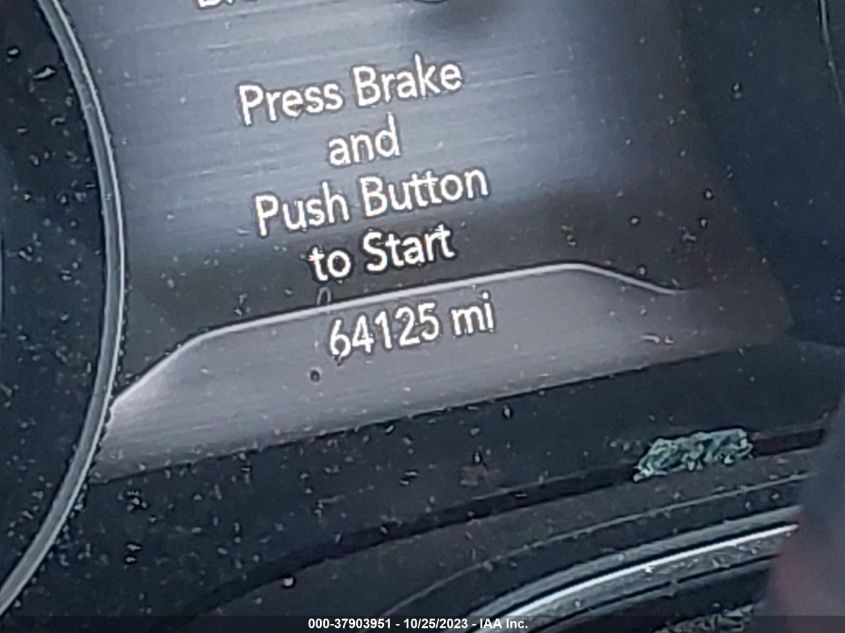 Press Brake
and
Push Button
to Start
64125 mi
000-37903951 - 10/25/2023 - IAA Inc.